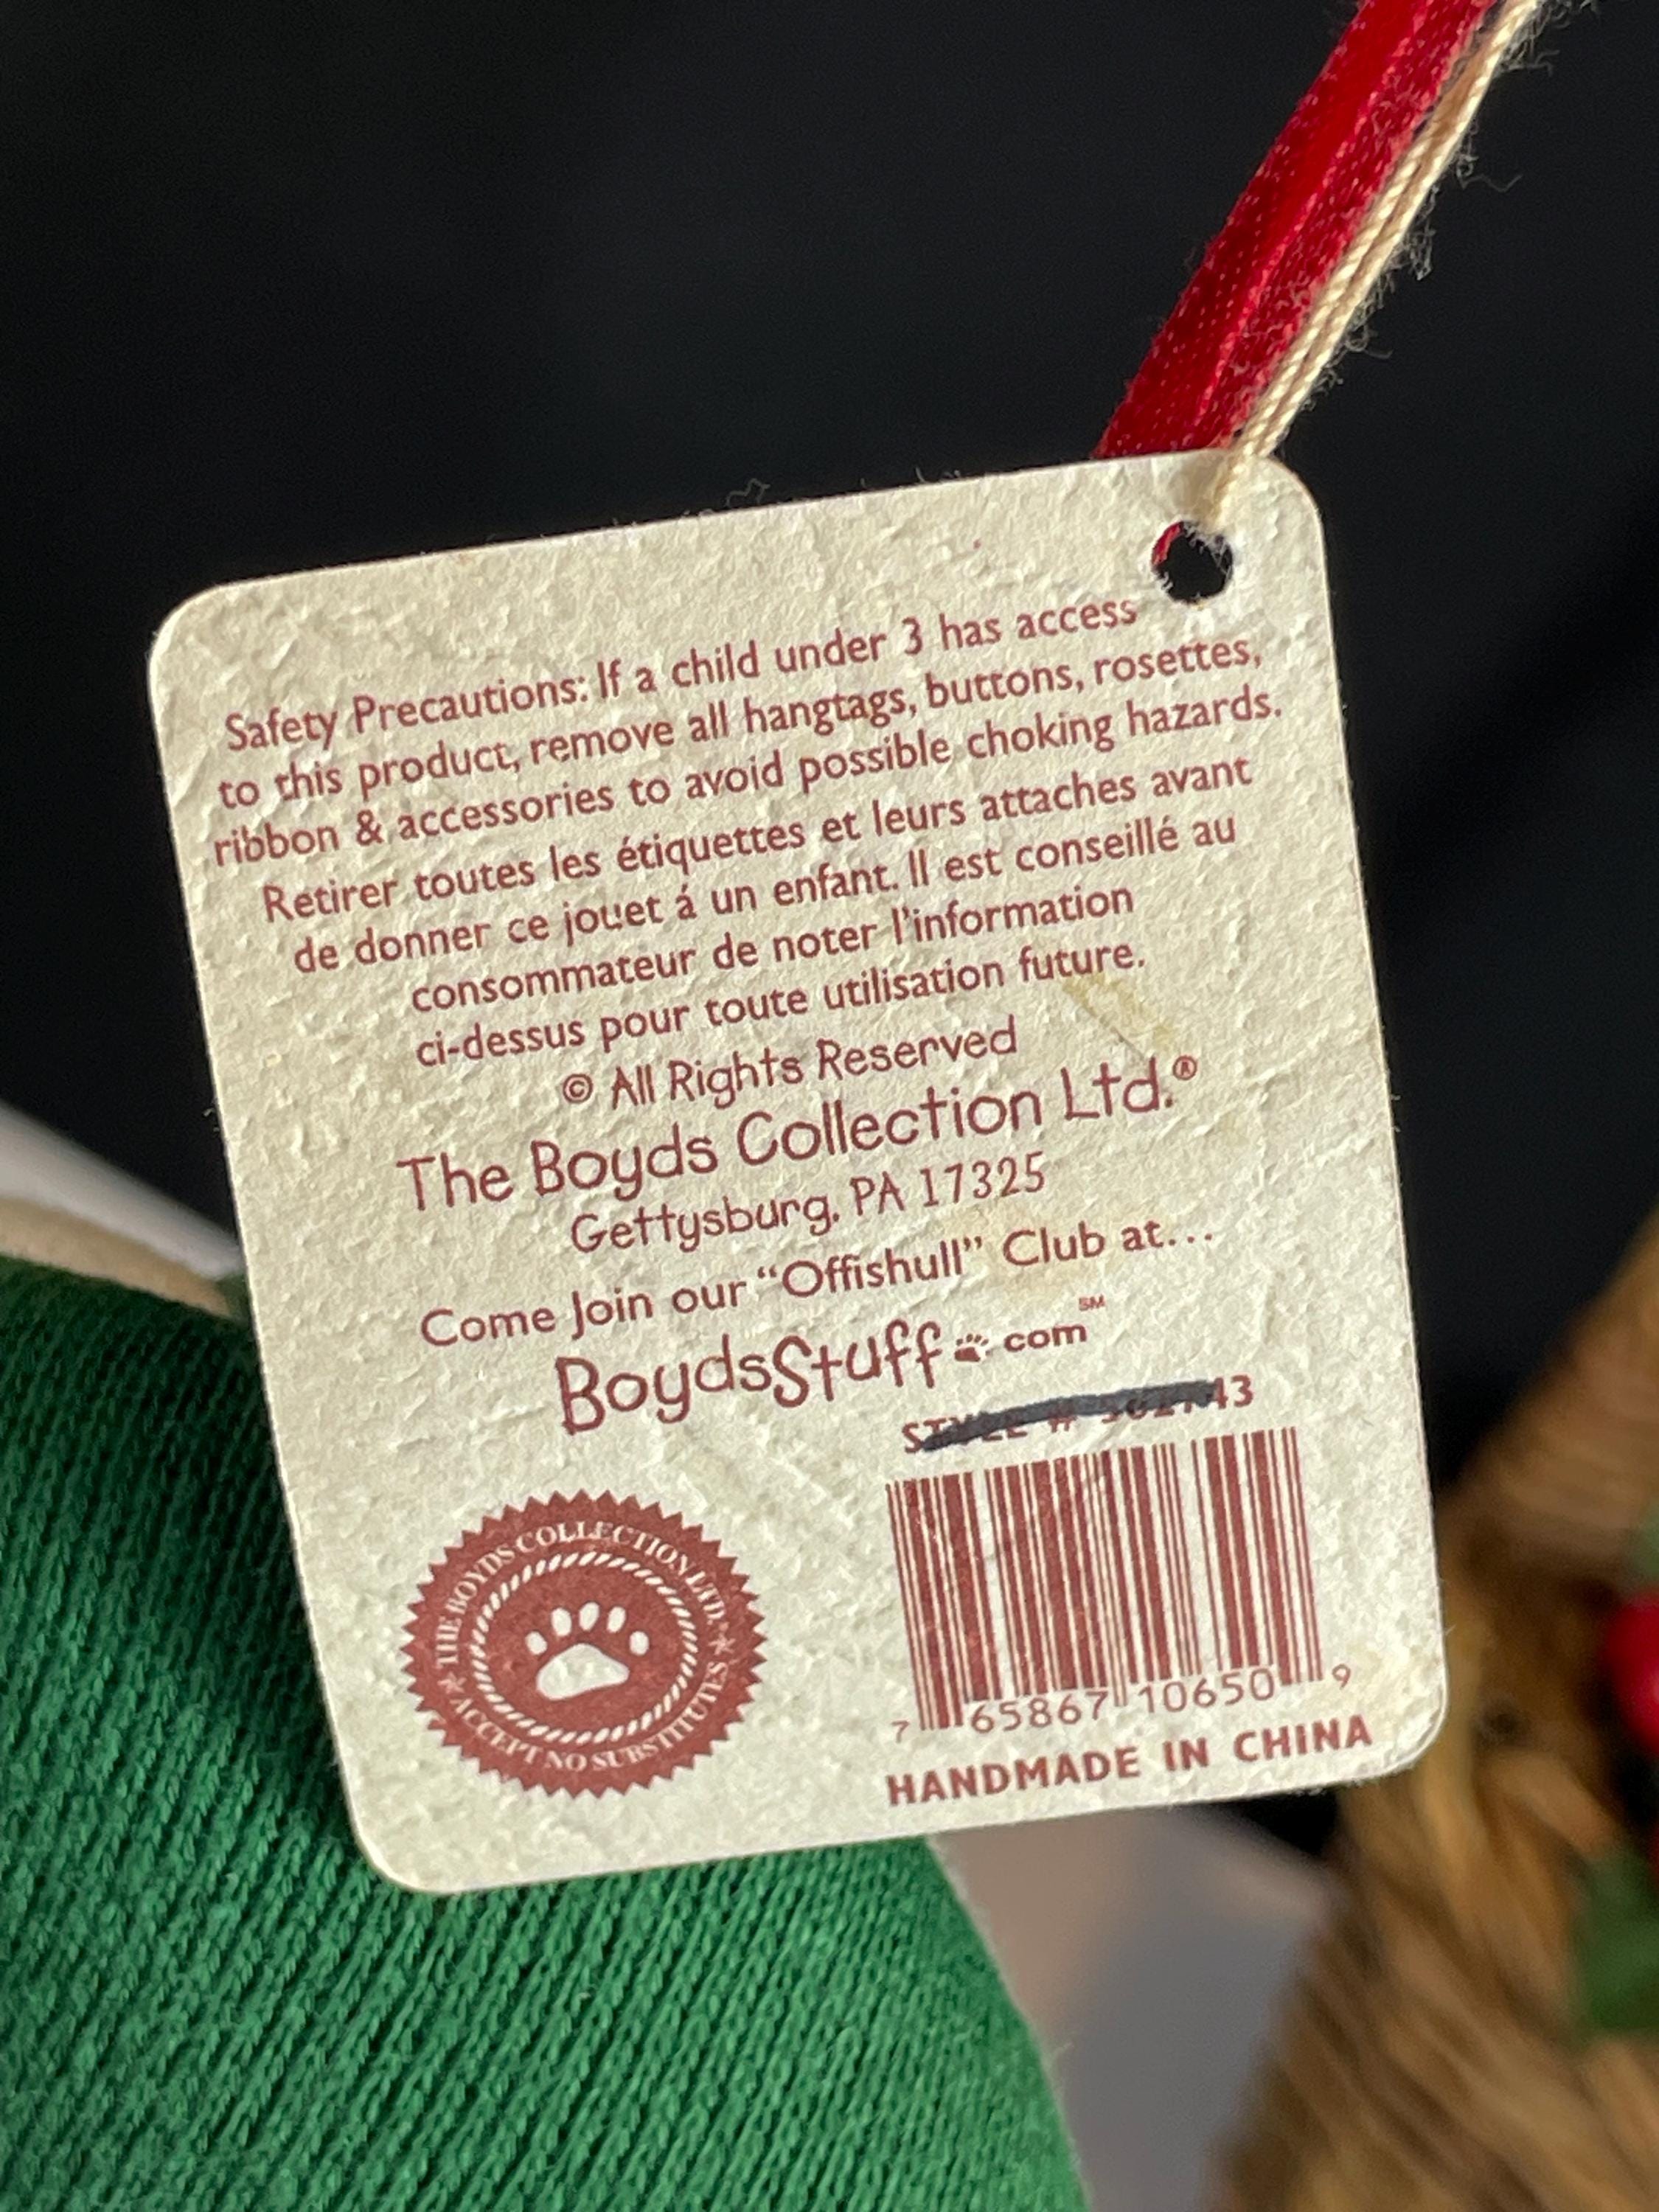 Safety Precautions: If a child under 3 has access
to this product, remove all hangtags, buttons, rosettes,
ribbon & accessories to avoid possible choking hazards.
Retirer toutes les étiquettes et leurs attaches avant
de donner ce jouet á un enfant. Il est conseillé au
consommateur de noter l'information
ci-dessus pour toute utilisation future.
© All Rights Reserved
The Boyds Collection Ltd.®
Gettysburg, PA 17325
Come Join our “Offishull” Club at...
BoydsStuff com℠
STYLE #
THE BOYDS COLLECTION LTD.
ACCEPT NO SUBSTITUTES
7 65867 10650 9
HANDMADE IN CHINA